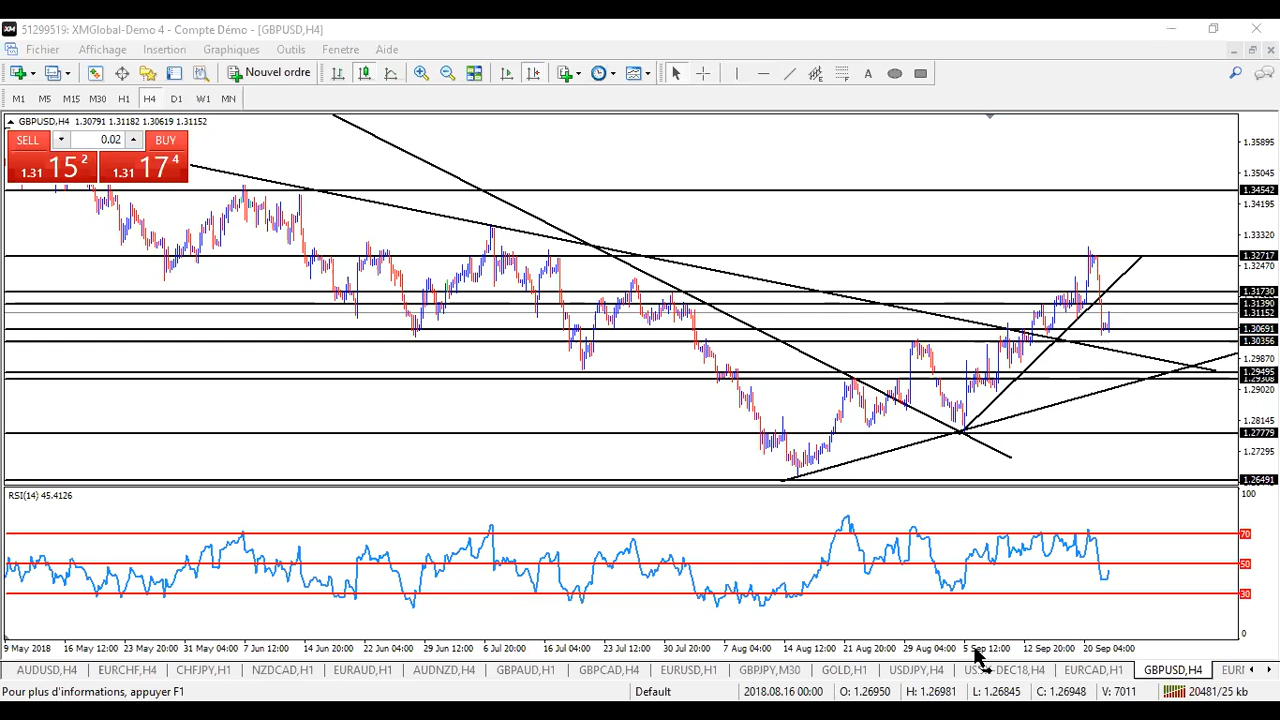 51299519: XMGlobal-Demo 4 - Compte Démo - [GBPUSD,H4]
Fichier Affichage Insertion Graphiques Outils Fenetre Aide
Nouvel ordre
M1 M5 M15 M30 H1 H4 D1 W1 MN
GBPUSD,H4 1.30791 1.31182 1.30619 1.31152
SELL 0.02 BUY
1.31 15 2 1.31 17 4
1.35895
1.35045
1.34542
1.34195
1.33320
1.32717
1.32470
1.31730
1.31390
1.31152
1.30691
1.30356
1.29870
1.29495
1.29308
1.29020
1.28145
1.27779
1.27295
1.26491
RSI(14) 45.4126
100
70
50
30
0
9 May 2018 16 May 12:00 23 May 20:00 31 May 04:00 7 Jun 12:00 14 Jun 20:00 22 Jun 04:00 29 Jun 12:00 6 Jul 20:00 16 Jul 04:00 23 Jul 12:00 30 Jul 20:00 7 Aug 04:00 14 Aug 12:00 21 Aug 20:00 29 Aug 04:00 5 Sep 12:00 12 Sep 20:00 20 Sep 04:00
AUDUSD,H4 EURCHF,H4 CHFJPY,H1 NZDCAD,H1 EURAUD,H1 AUDNZD,H4 GBPAUD,H1 GBPCAD,H4 EURUSD,H1 GBPJPY,M30 GOLD,H1 USDJPY,H4 DEC18,H4 EURCAD,H1 GBPUSD,H4
Pour plus d'informations, appuyer F1 Default 2018.08.16 00:00 O: 1.26950 H: 1.26981 L: 1.26845 C: 1.26948 V: 7011 20481/25 kb